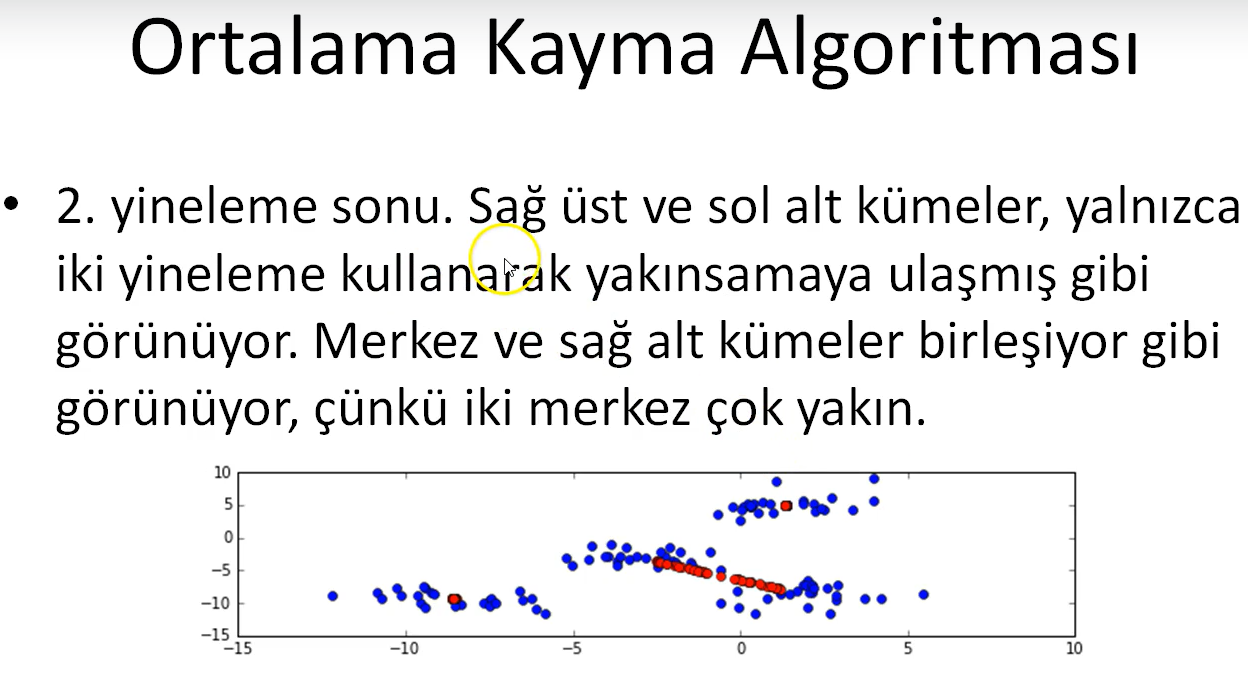 Ortalama Kayma Algoritması
• 2. yineleme sonu. Sağ üst ve sol alt kümeler, yalnızca
iki yineleme kullanarak yakınsamaya ulaşmış gibi
görünüyor. Merkez ve sağ alt kümeler birleşiyor gibi
görünüyor, çünkü iki merkez çok yakın.
10
5
0
−5
−10
−15
−15 −10 −5 0 5 10